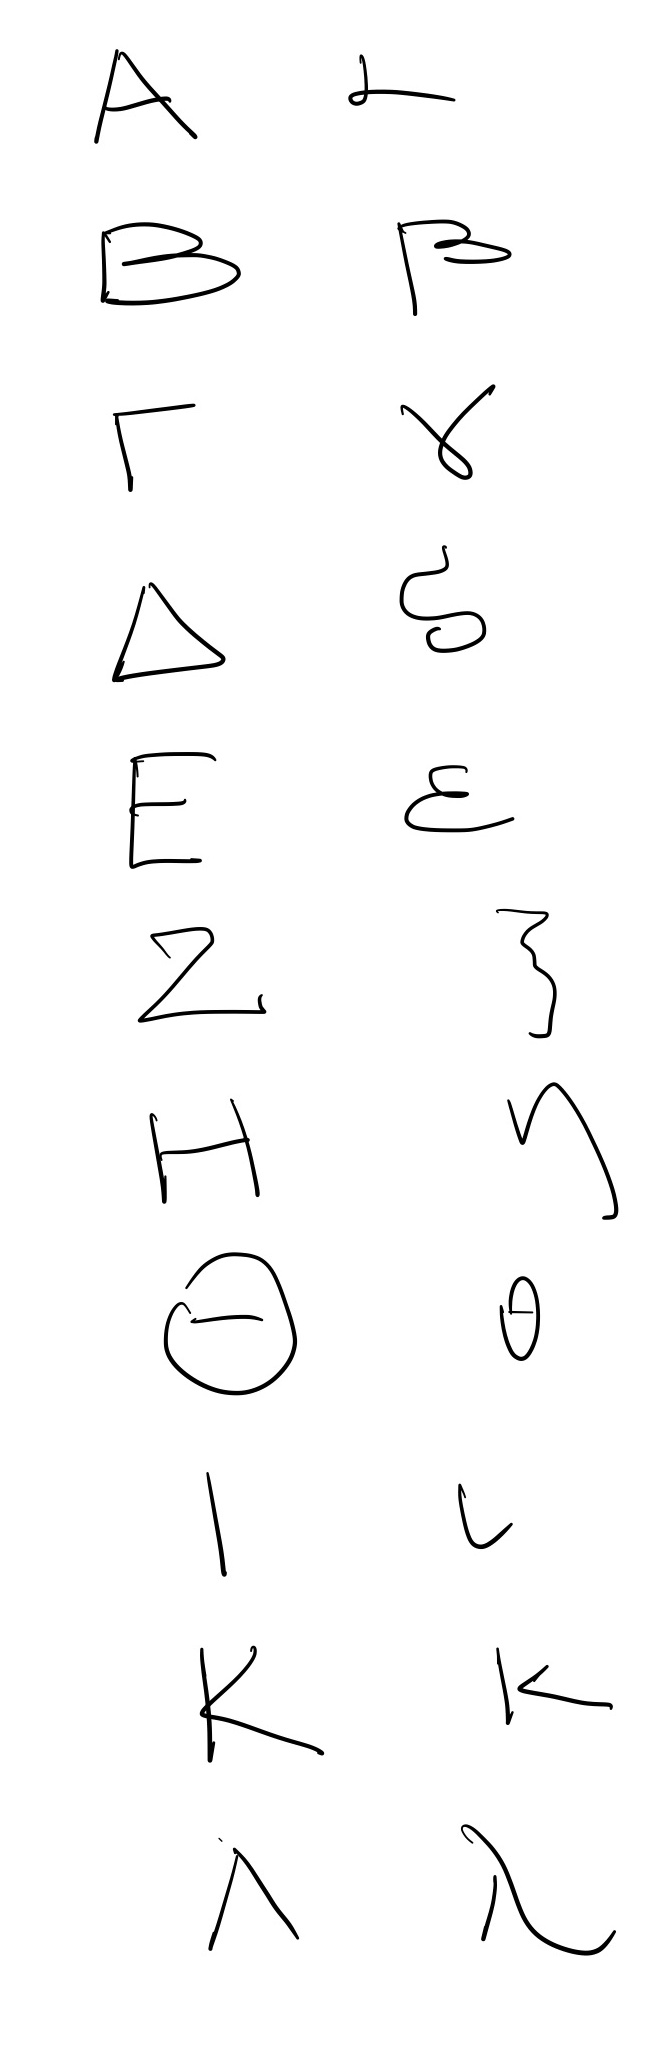 Α α
Β β
Γ γ
Δ δ
Ε ε
Ζ ζ
Η η
Θ θ
Ι ι
Κ κ
Λ λ